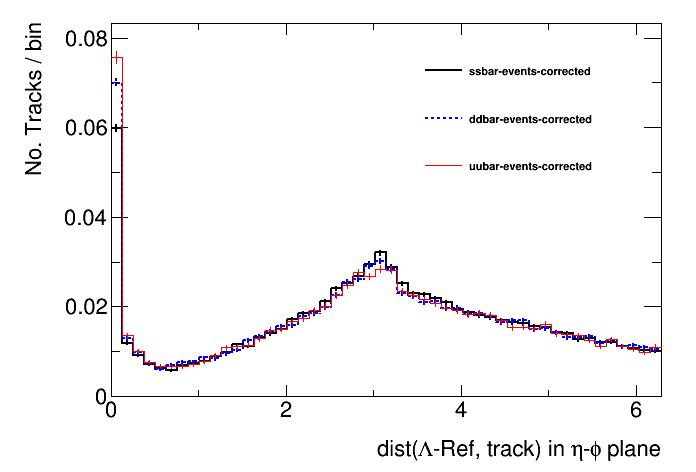 No. Tracks / bin
0.08
0.06
0.04
0.02
0
ssbar-events-corrected
ddbar-events-corrected
uubar-events-corrected
0 2 4 6
dist(Λ-Ref, track) in η-ϕ plane